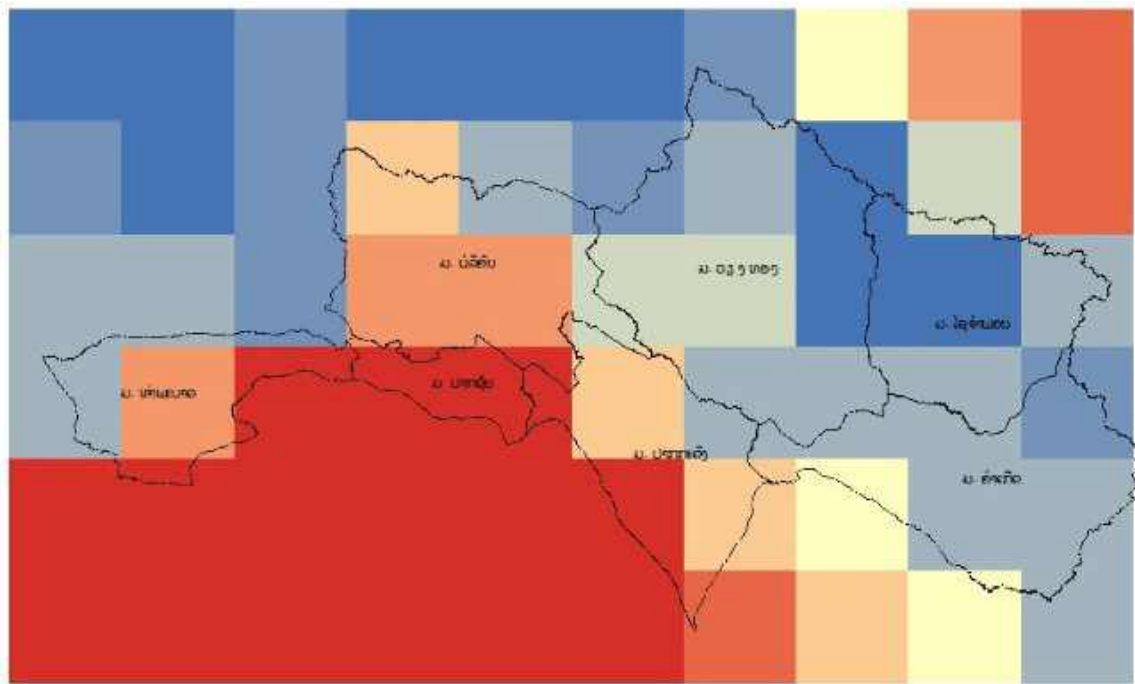 ມ. ບໍລິຄັນ
ມ. ວຽງທອງ
ມ. ໄຊຈໍາພອນ
ມ. ປາກຊັນ
ມ. ທ່າພະບາດ
ມ. ປາກກະດິງ
ມ. ຄໍາເກີດ